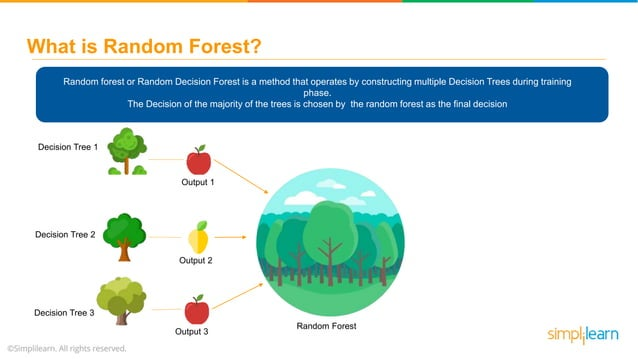 What is Random Forest?
Random forest or Random Decision Forest is a method that operates by constructing multiple Decision Trees during training
phase.
The Decision of the majority of the trees is chosen by the random forest as the final decision
Decision Tree 1
Output 1
Decision Tree 2
Output 2
Decision Tree 3
Output 3
Random Forest
©Simplilearn. All rights reserved.
simplilearn